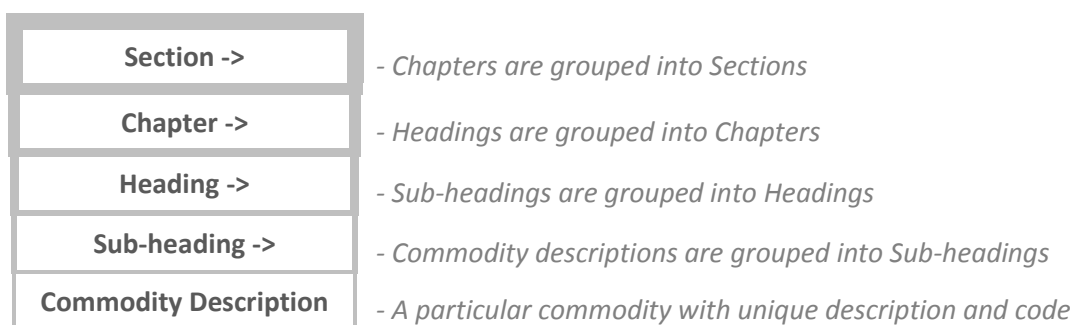 Section -> - Chapters are grouped into Sections
Chapter -> - Headings are grouped into Chapters
Heading -> - Sub-headings are grouped into Headings
Sub-heading -> - Commodity descriptions are grouped into Sub-headings
Commodity Description - A particular commodity with unique description and code